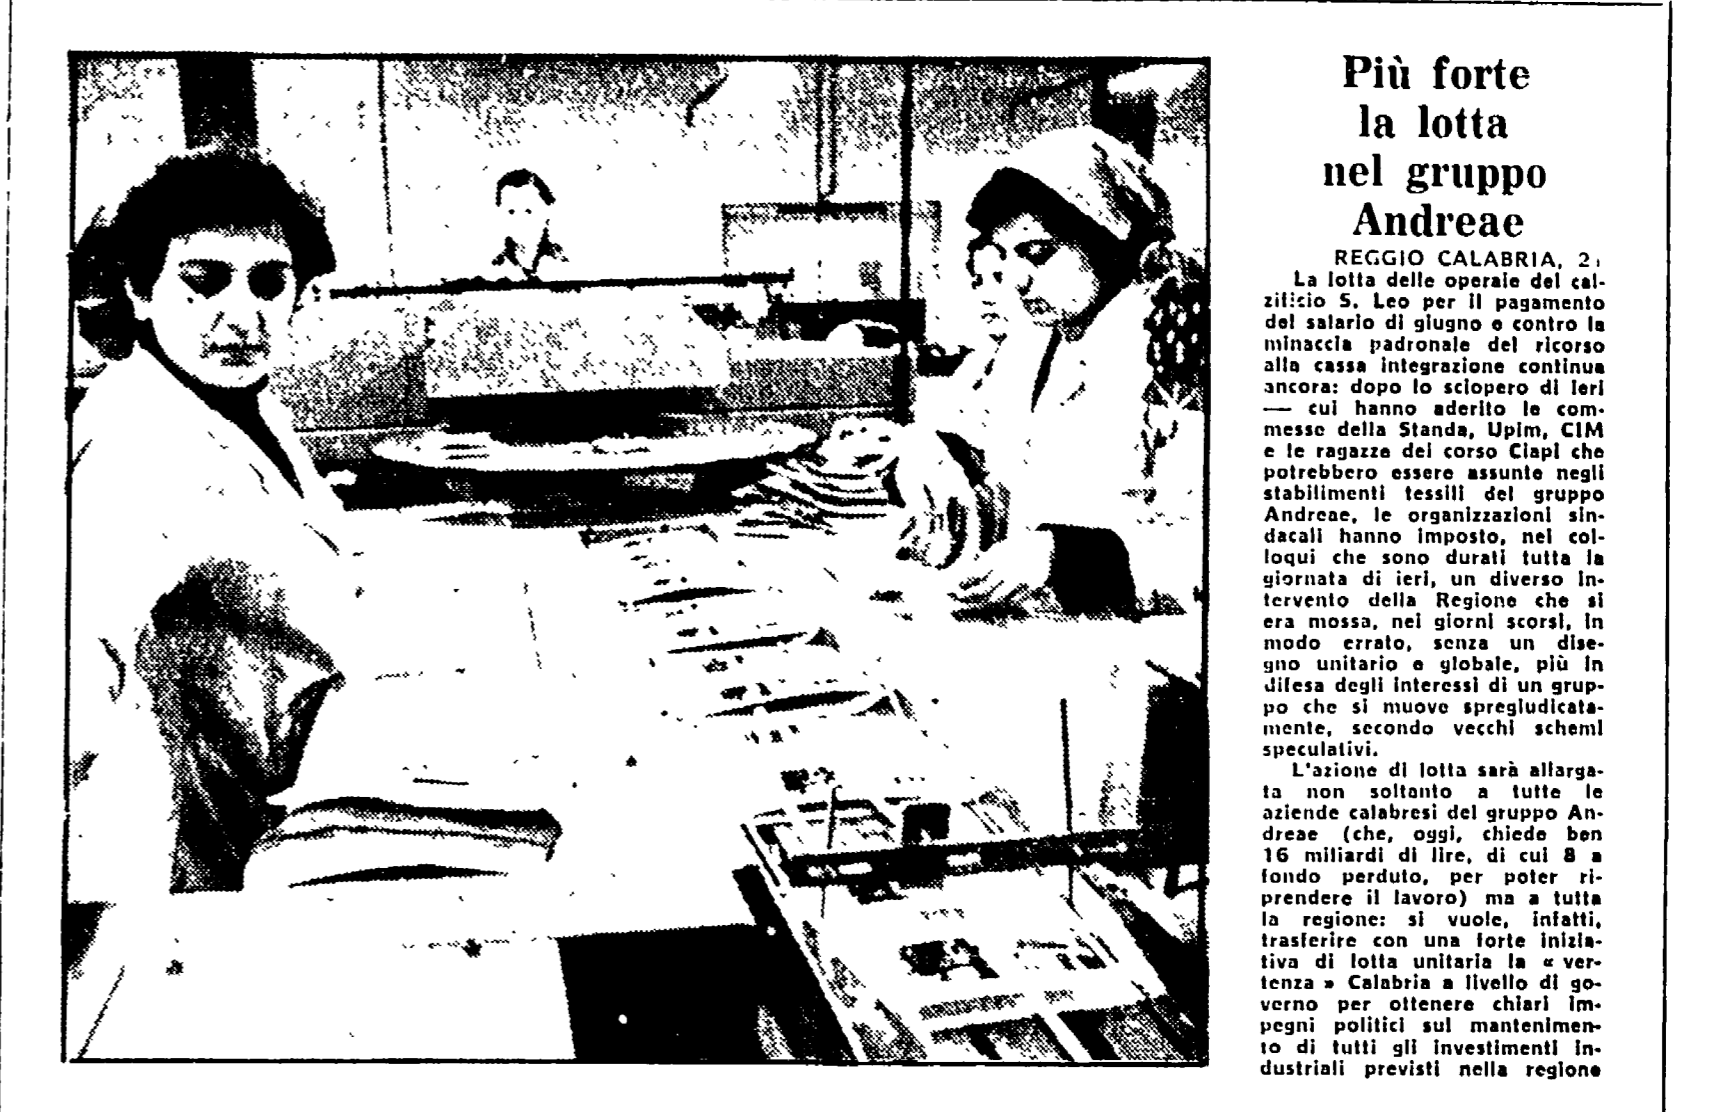 Più forte
la lotta
nel gruppo
Andreae
REGGIO CALABRIA, 2
La lotta delle operaie del cal-
zificio S. Leo per il pagamento
del salario di giugno e contro la
minaccia padronale del ricorso
alla cassa integrazione continua
ancora: dopo lo sciopero di ieri
— cui hanno aderito le com-
messe della Standa, Upim, CIM
e le ragazze del corso Ciapi che
potrebbero essere assunte negli
stabilimenti tessili del gruppo
Andreae, le organizzazioni sin-
dacali hanno imposto, nei col-
loqui che sono durati tutta la
giornata di ieri, un diverso in-
tervento della Regione che si
era mossa, nei giorni scorsi, in
modo errato, senza un dise-
gno unitario e globale, più in
difesa degli interessi di un grup-
po che si muove spregiudicata-
mente, secondo vecchi schemi
speculativi.
L'azione di lotta sarà allarga-
ta non soltanto a tutte le
aziende calabresi del gruppo An-
dreae (che, oggi, chiede ben
16 miliardi di lire, di cui 8 a
fondo perduto, per poter ri-
prendere il lavoro) ma a tutta
la regione: si vuole, infatti,
trasferire con una forte inizia-
tiva di lotta unitaria la « ver-
tenza » Calabria a livello di go-
verno per ottenere chiari im-
pegni politici sul mantenimen-
to di tutti gli investimenti in-
dustriali previsti nella regione